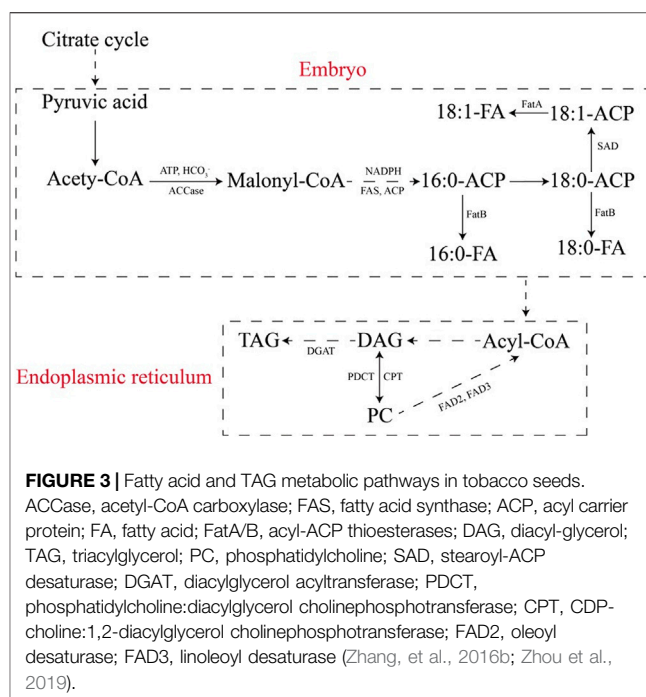 Citrate cycle
Embryo
Pyruvic acid
18:1-FA FatA 18:1-ACP
SAD
Acety-CoA ATP, HCO₃⁻ ACCase Malonyl-CoA NADPH FAS, ACP 16:0-ACP 18:0-ACP
FatB FatB
16:0-FA 18:0-FA
TAG DGAT DAG Acyl-CoA
Endoplasmic reticulum PDCT CPT FAD2, FAD3
PC
FIGURE 3 | Fatty acid and TAG metabolic pathways in tobacco seeds.
ACCase, acetyl-CoA carboxylase; FAS, fatty acid synthase; ACP, acyl carrier
protein; FA, fatty acid; FatA/B, acyl-ACP thioesterases; DAG, diacyl-glycerol;
TAG, triacylglycerol; PC, phosphatidylcholine; SAD, stearoyl-ACP
desaturase; DGAT, diacylglycerol acyltransferase; PDCT,
phosphatidylcholine:diacylglycerol cholinephosphotransferase; CPT, CDP-
choline:1,2-diacylglycerol cholinephosphotransferase; FAD2, oleoyl
desaturase; FAD3, linoleoyl desaturase (Zhang, et al., 2016b; Zhou et al.,
2019).